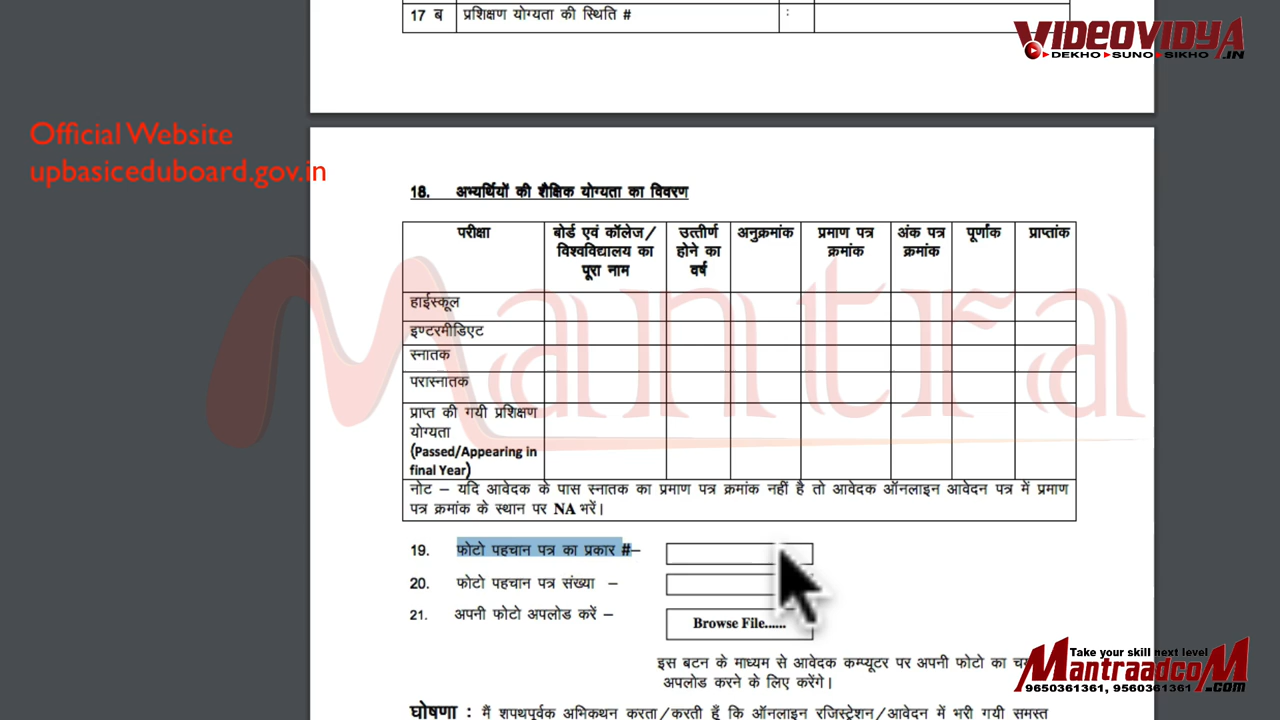 17 ब प्रशिक्षण योग्यता की स्थिति # :
VIDEOVIDYA
DEKHO SUNO SIKHO .IN
Official Website
upbasiceduboard.gov.in
18. अभ्यर्थियों की शैक्षिक योग्यता का विवरण
परीक्षा
बोर्ड एवं कॉलेज/
विश्वविद्यालय का
पूरा नाम
उत्तीर्ण
होने का
वर्ष
अनुक्रमांक
प्रमाण पत्र
क्रमांक
अंक पत्र
क्रमांक
पूर्णांक
प्राप्तांक
हाईस्कूल
इण्टरमीडिएट
स्नातक
परास्नातक
प्राप्त की गयी प्रशिक्षण
योग्यता
(Passed/Appearing in
final Year)
नोट – यदि आवेदक के पास स्नातक का प्रमाण पत्र क्रमांक नहीं है तो आवेदक ऑनलाइन आवेदन पत्र में प्रमाण
पत्र क्रमांक के स्थान पर NA भरें।
Mantra
19. फोटो पहचान पत्र का प्रकार #–
20. फोटो पहचान पत्र संख्या –
21. अपनी फोटो अपलोड करें –
Browse File......
इस बटन के माध्यम से आवेदक कम्प्यूटर पर अपनी फोटो का
अपलोड करने के लिए करेंगे।
Take your skill next level
MantraadcoM
9650361361, 9560361361 .com
घोषणा : मैं शपथपूर्वक अभिकथन करता/करती हूँ कि ऑनलाइन रजिस्ट्रेशन/आवेदन में भरी गयी समस्त